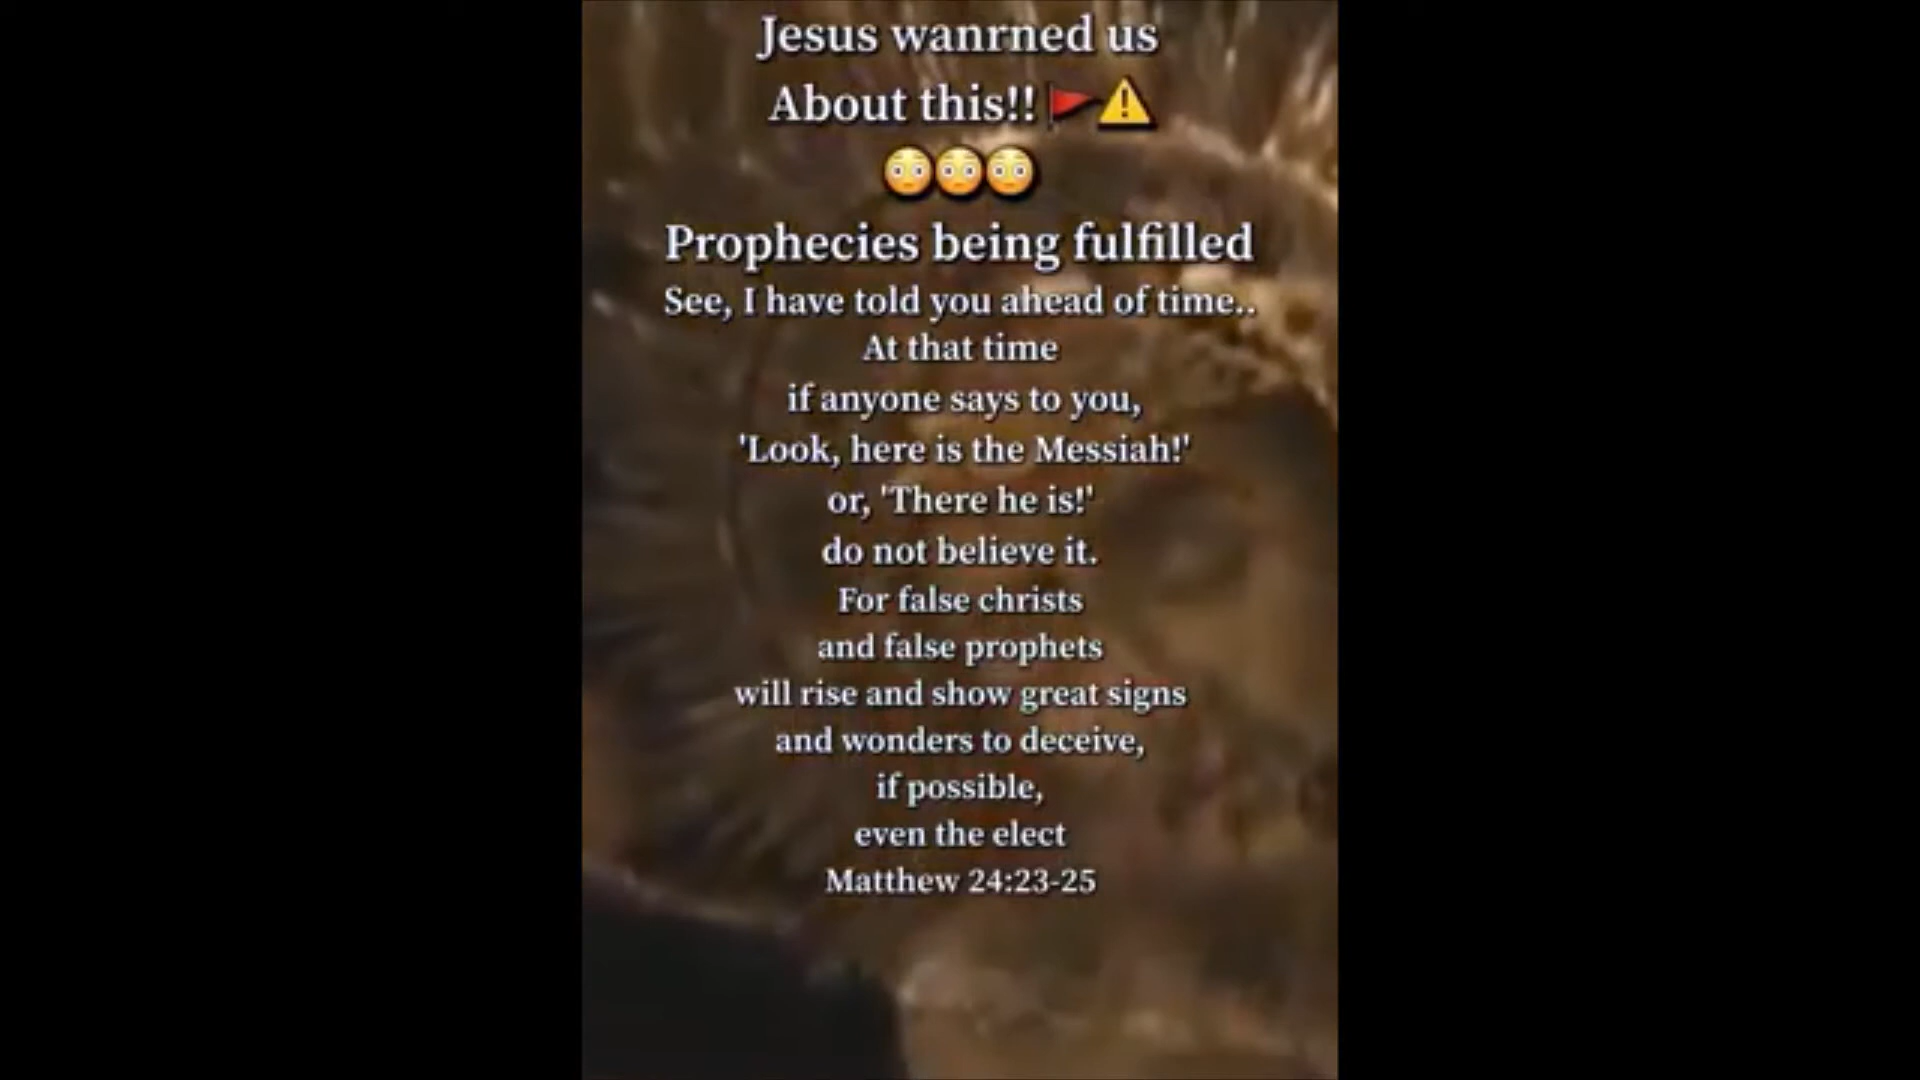 Jesus wanrned us
About this!! 🚩⚠️
😳😳😳
Prophecies being fulfilled
See, I have told you ahead of time..
At that time
if anyone says to you,
'Look, here is the Messiah!'
or, 'There he is!'
do not believe it.
For false christs
and false prophets
will rise and show great signs
and wonders to deceive,
if possible,
even the elect
Matthew 24:23-25